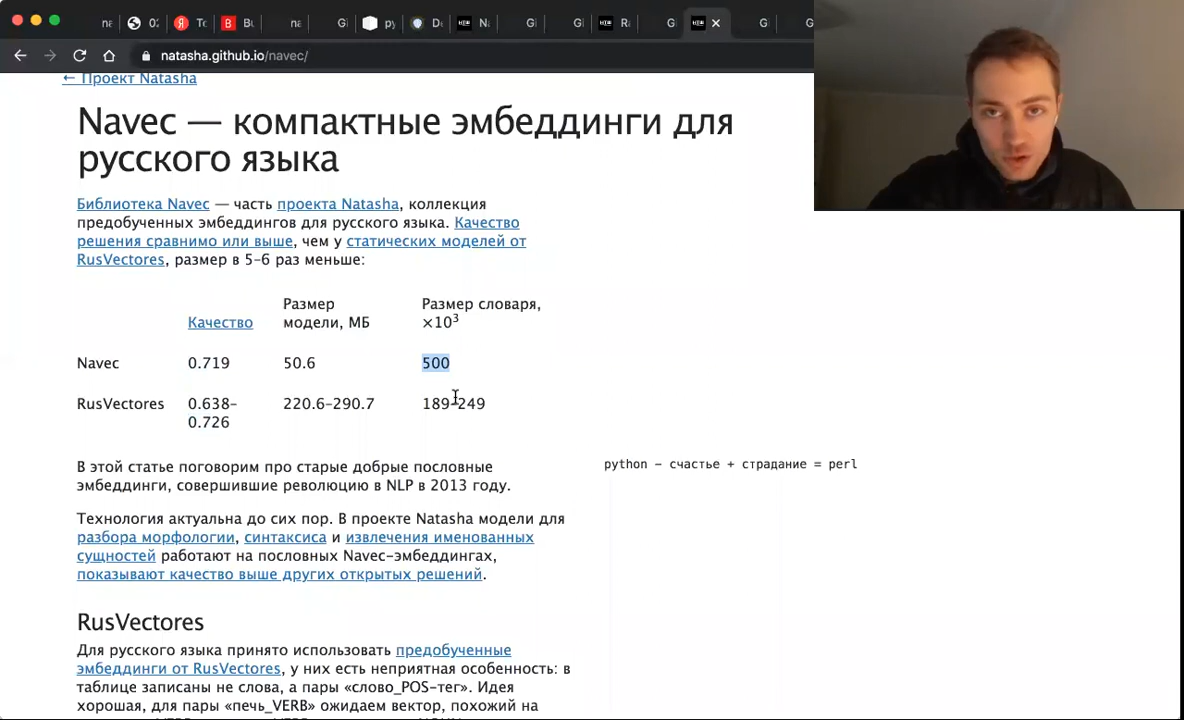 natasha.github.io/navec/
← Проект Natasha
Navec — компактные эмбеддинги для
русского языка
Библиотека Navec — часть проекта Natasha, коллекция
предобученных эмбеддингов для русского языка. Качество
решения сравнимо или выше, чем у статических моделей от
RusVectores, размер в 5–6 раз меньше:
Качество
Размер
модели, МБ
Размер словаря,
×10³
Navec 0.719 50.6 500
RusVectores 0.638– 220.6–290.7 189–249
0.726
В этой статье поговорим про старые добрые пословные
эмбеддинги, совершившие революцию в NLP в 2013 году.
python - счастье + страдание = perl
Технология актуальна до сих пор. В проекте Natasha модели для
разбора морфологии, синтаксиса и извлечения именованных
сущностей работают на пословных Navec-эмбеддингах,
показывают качество выше других открытых решений.
RusVectores
Для русского языка принято использовать предобученные
эмбеддинги от RusVectores, у них есть неприятная особенность: в
таблице записаны не слова, а пары «слово_POS-тег». Идея
хорошая, для пары «печь_VERB» ожидаем вектор, похожий на